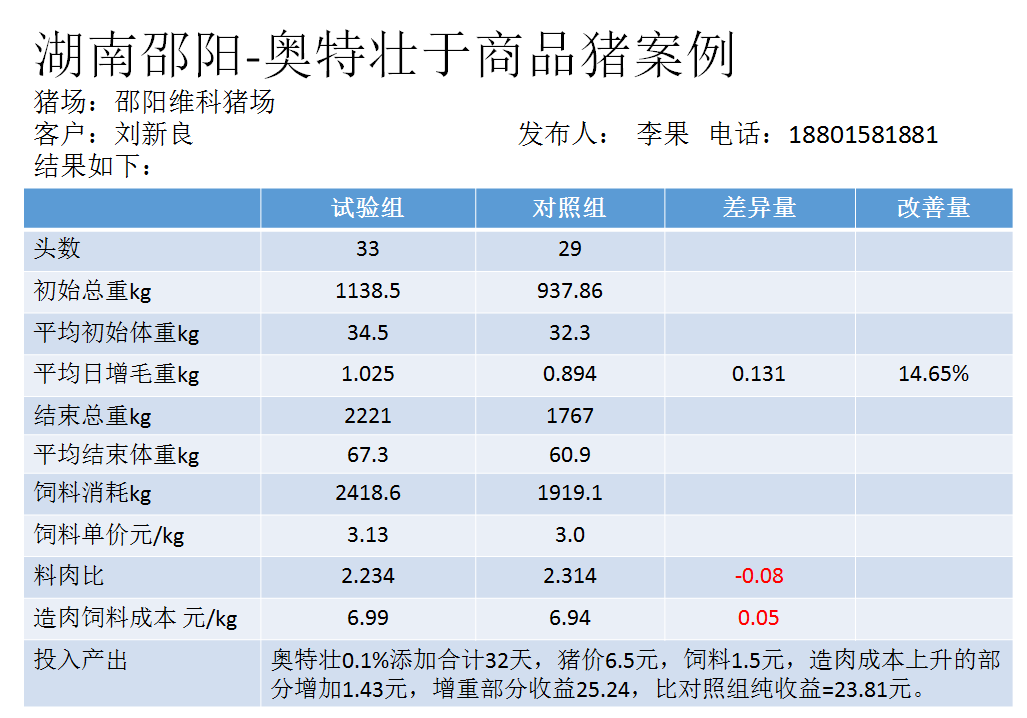 湖南邵阳-奥特壮于商品猪案例
猪场：邵阳维科猪场
客户：刘新良 发布人： 李果 电话：18801581881
结果如下：
试验组 对照组 差异量 改善量
头数 33 29
初始总重kg 1138.5 937.86
平均初始体重kg 34.5 32.3
平均日增毛重kg 1.025 0.894 0.131 14.65%
结束总重kg 2221 1767
平均结束体重kg 67.3 60.9
饲料消耗kg 2418.6 1919.1
饲料单价元/kg 3.13 3.0
料肉比 2.234 2.314 -0.08
造肉饲料成本 元/kg 6.99 6.94 0.05
投入产出 奥特壮0.1%添加合计32天，猪价6.5元，饲料1.5元，造肉成本上升的部
分增加1.43元，增重部分收益25.24，比对照组纯收益=23.81元。